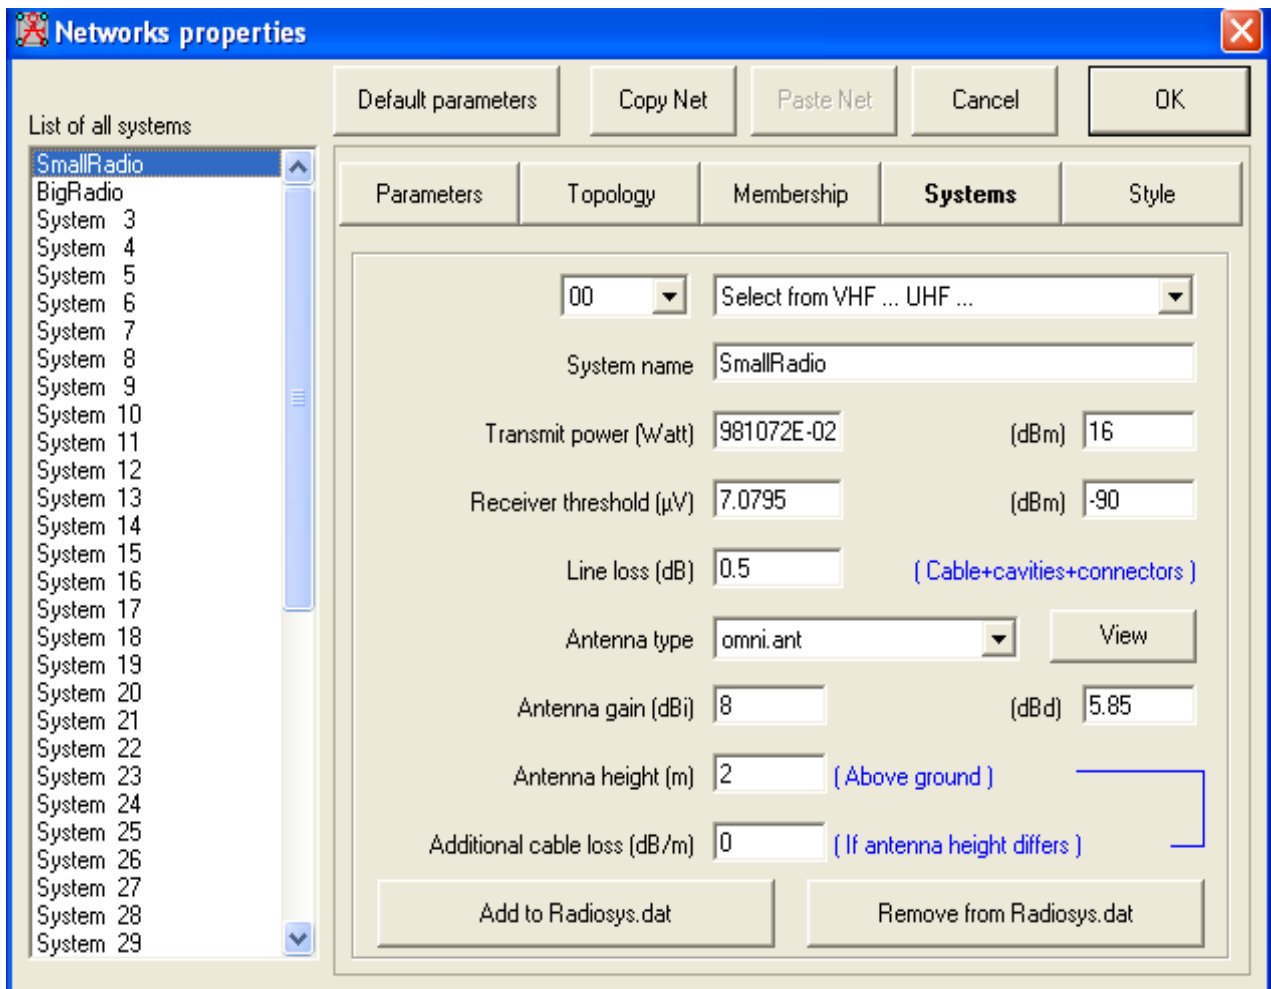 Networks properties
Default parameters
Copy Net
Paste Net
Cancel
OK
List of all systems
SmallRadio
BigRadio
System 3
System 4
System 5
System 6
System 7
System 8
System 9
System 10
System 11
System 12
System 13
System 14
System 15
System 16
System 17
System 18
System 19
System 20
System 21
System 22
System 23
System 24
System 25
System 26
System 27
System 28
System 29
Parameters
Topology
Membership
Systems
Style
00
Select from VHF ... UHF ...
System name SmallRadio
Transmit power (Watt) 981072E-02 (dBm) 16
Receiver threshold (µV) 7.0795 (dBm) -90
Line loss (dB) 0.5 ( Cable+cavities+connectors )
Antenna type omni.ant View
Antenna gain (dBi) 8 (dBd) 5.85
Antenna height (m) 2 ( Above ground )
Additional cable loss (dB/m) 0 ( If antenna height differs )
Add to Radiosys.dat
Remove from Radiosys.dat